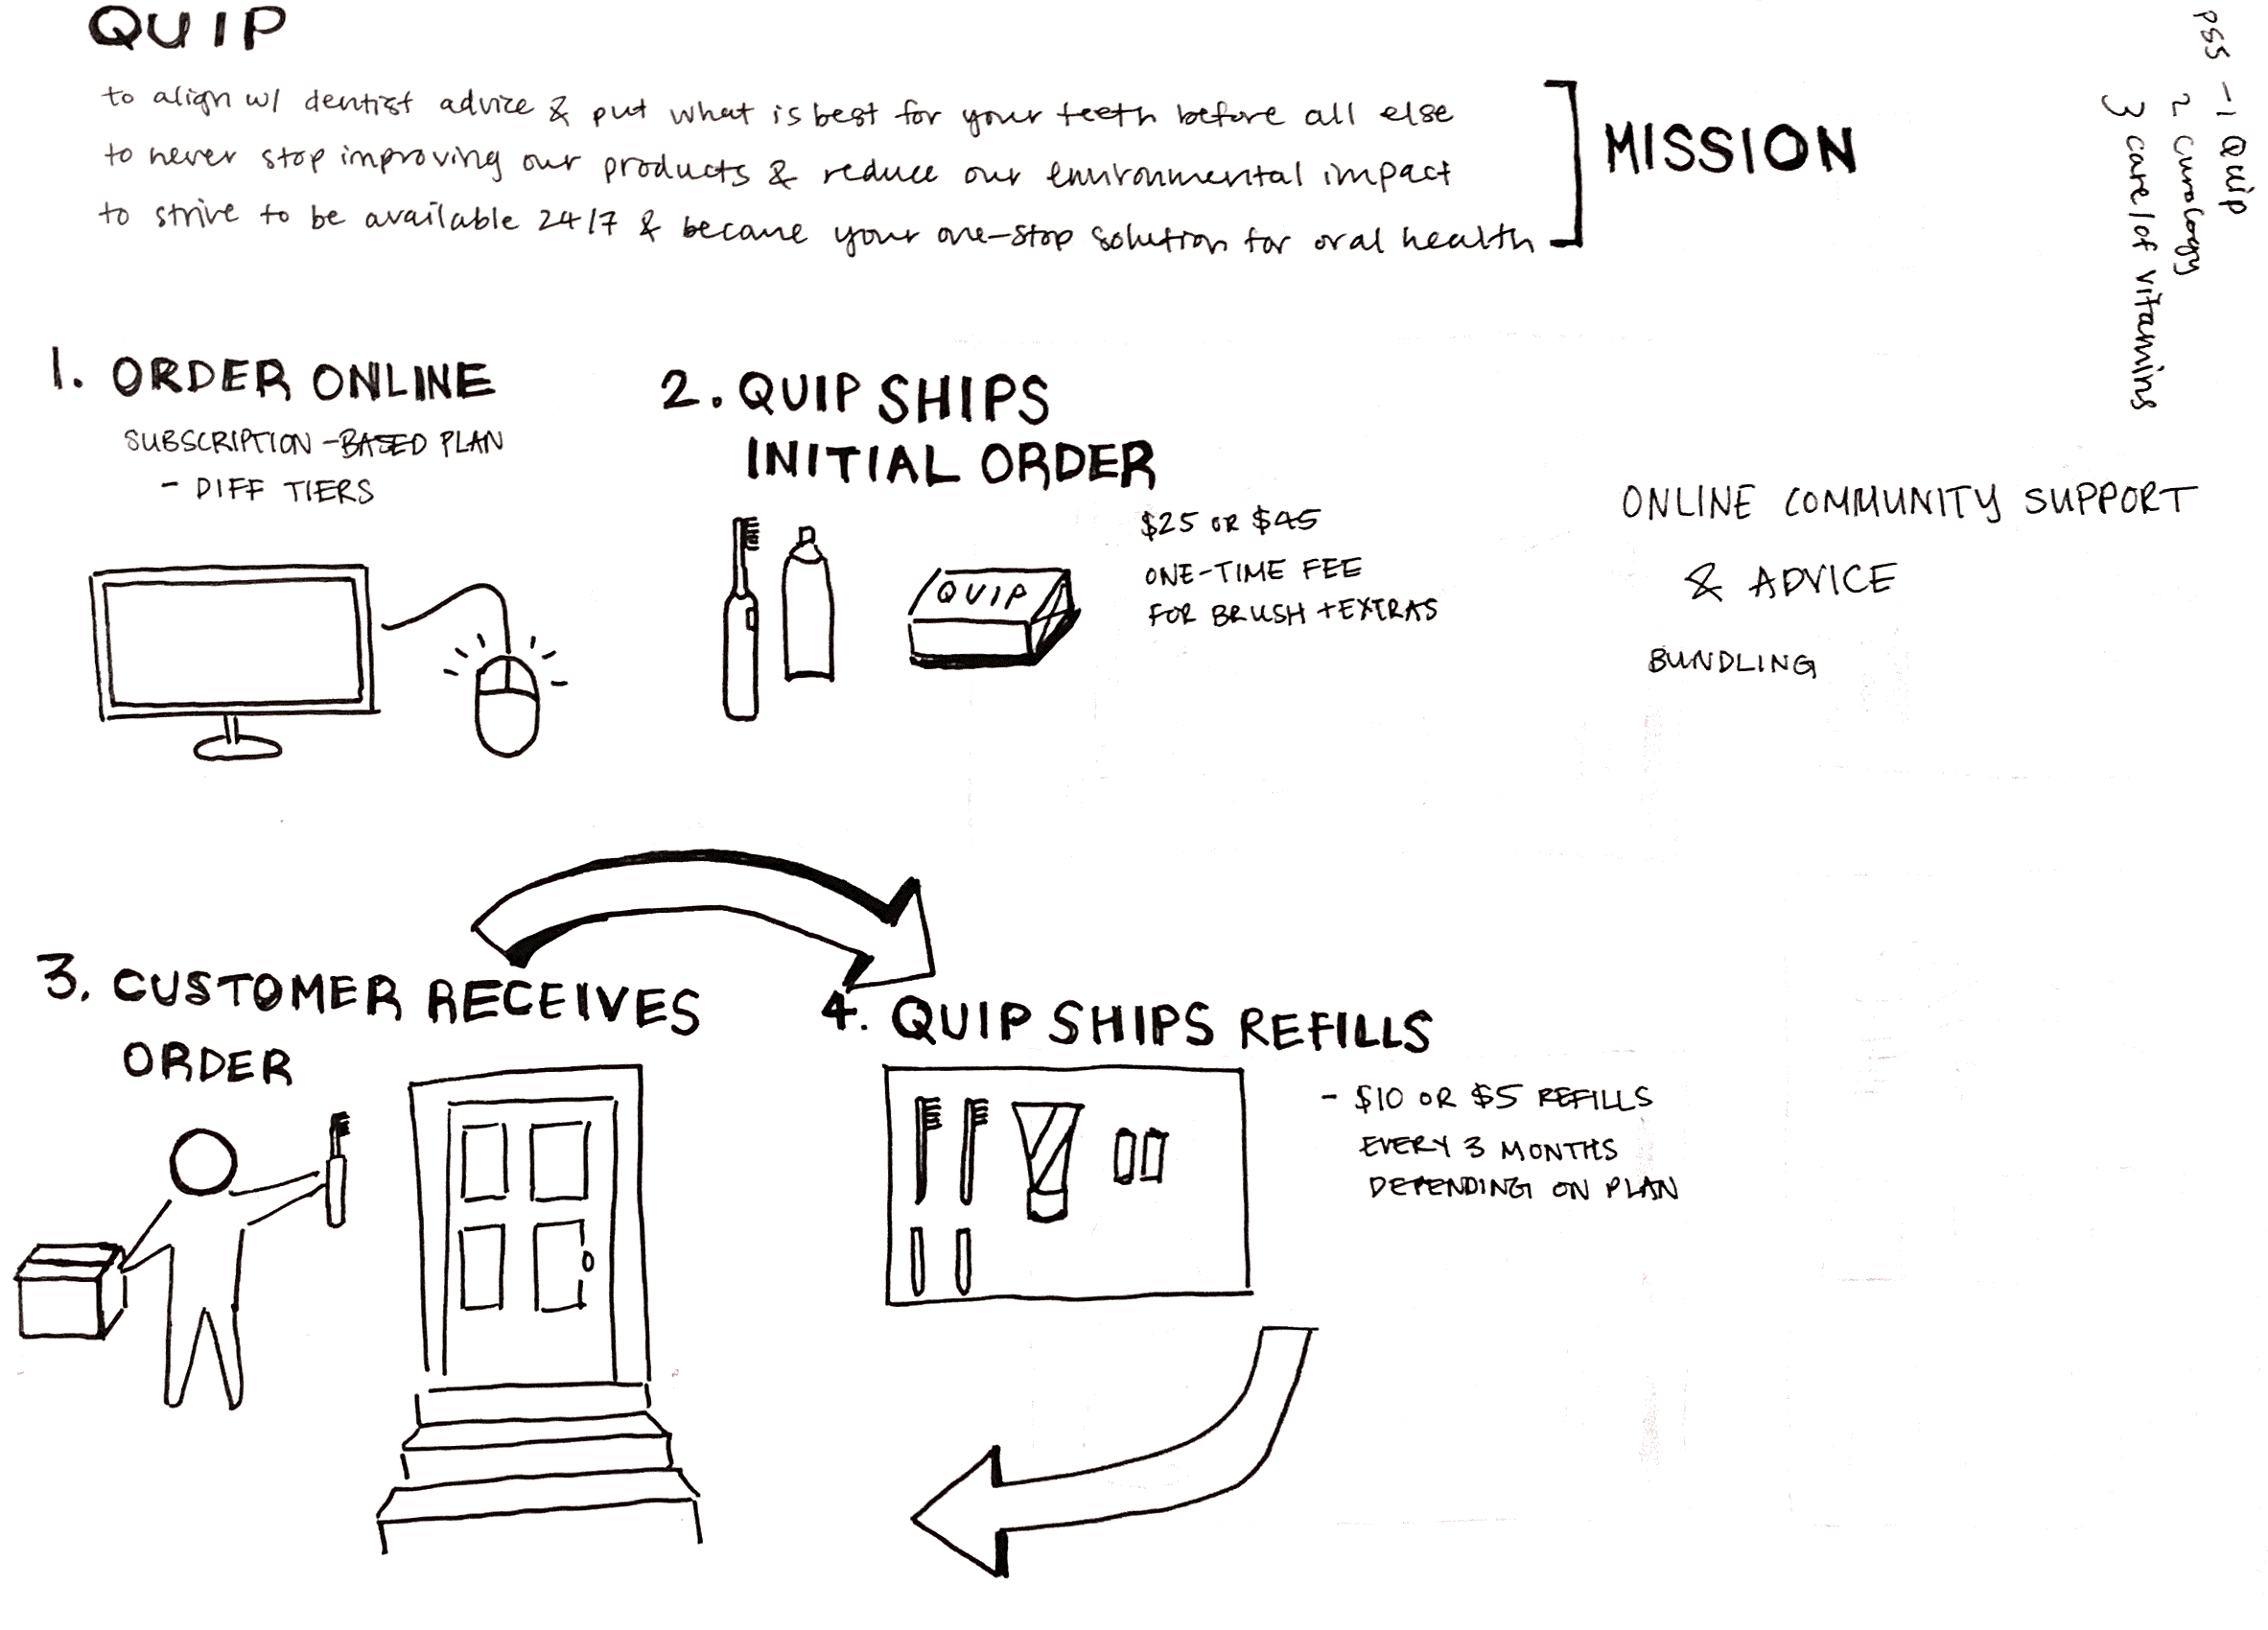 QUIP
to align w/ dentist advice & put what is best for your teeth before all else
to never stop improving our products & reduce our environmental impact
to strive to be available 24/7 & become your one-stop solution for oral health
MISSION
PSS - 1 Quip
2 curology
3 care/of vitamins
1. ORDER ONLINE
SUBSCRIPTION-BASED PLAN
- DIFF TIERS
2. QUIP SHIPS
INITIAL ORDER
QUIP
$25 OR $45
ONE-TIME FEE
FOR BRUSH + EXTRAS
ONLINE COMMUNITY SUPPORT
& ADVICE
BUNDLING
3. CUSTOMER RECEIVES
ORDER
4. QUIP SHIPS REFILLS
- $10 OR $5 REFILLS
EVERY 3 MONTHS
DEPENDING ON PLAN